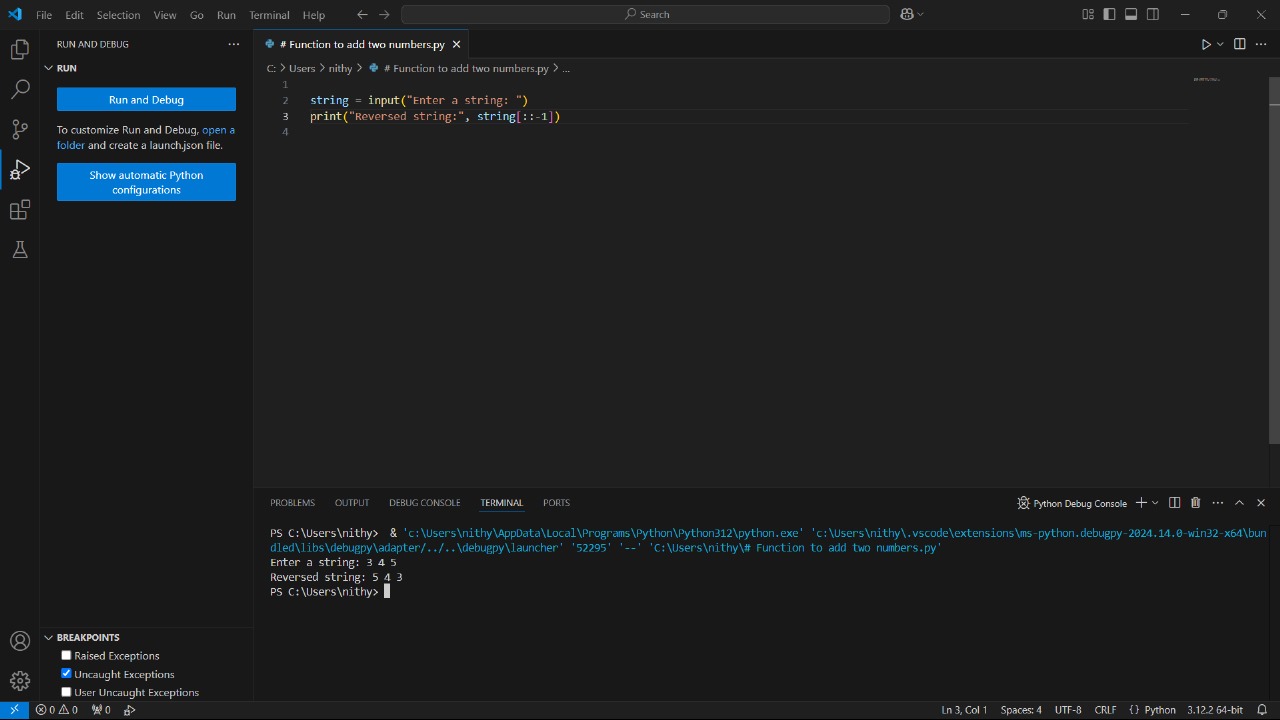 File Edit Selection View Go Run Terminal Help Search
RUN AND DEBUG
# Function to add two numbers.py
RUN
C: > Users > nithy > # Function to add two numbers.py > ...
Run and Debug
To customize Run and Debug, open a
folder and create a launch.json file.
Show automatic Python
configurations
1
2 string = input("Enter a string: ")
3 print("Reversed string:", string[::-1])
4
PROBLEMS OUTPUT DEBUG CONSOLE TERMINAL PORTS Python Debug Console
PS C:\Users\nithy> & 'c:\Users\nithy\AppData\Local\Programs\Python\Python312\python.exe' 'c:\Users\nithy\.vscode\extensions\ms-python.debugpy-2024.14.0-win32-x64\bun
dled\libs\debugpy\adapter/../..\debugpy\launcher' '52295' '--' 'C:\Users\nithy\# Function to add two numbers.py'
Enter a string: 3 4 5
Reversed string: 5 4 3
PS C:\Users\nithy>
BREAKPOINTS
Raised Exceptions
Uncaught Exceptions
User Uncaught Exceptions
0 0 0 Ln 3, Col 1 Spaces: 4 UTF-8 CRLF {} Python 3.12.2 64-bit